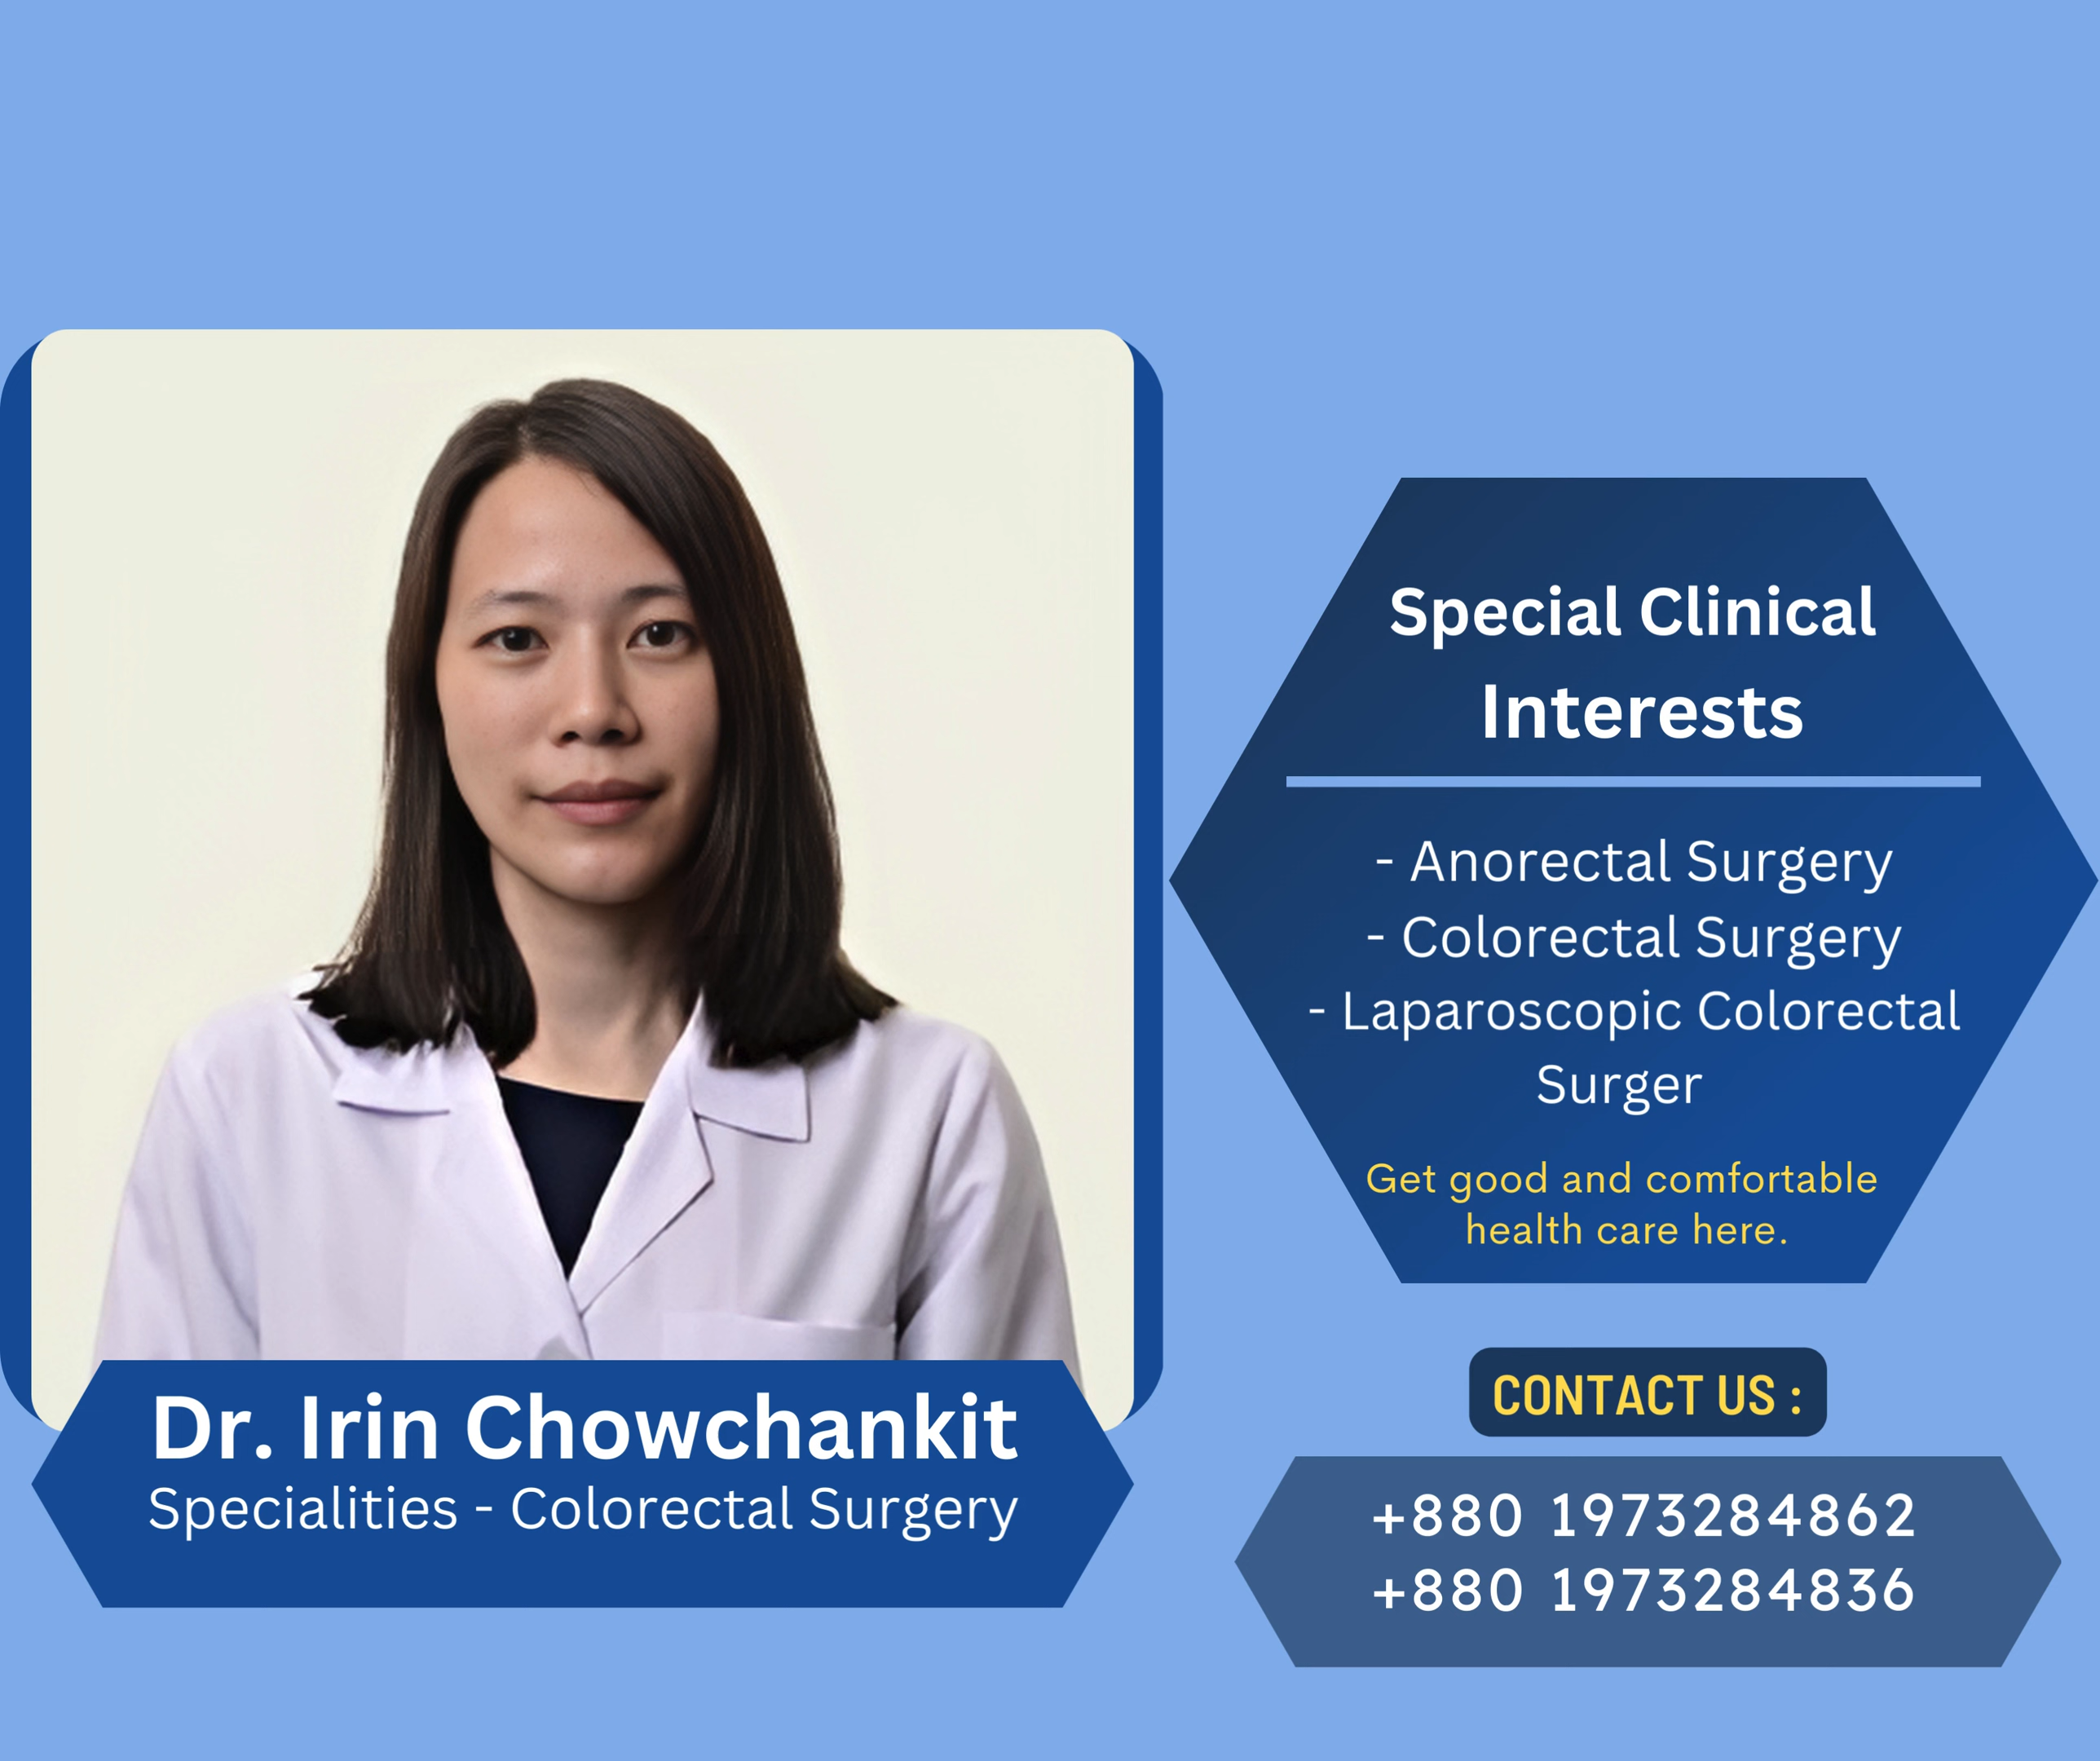 Special Clinical
Interests
- Anorectal Surgery
- Colorectal Surgery
- Laparoscopic Colorectal
Surger
Get good and comfortable
health care here.
Dr. Irin Chowchankit
Specialities - Colorectal Surgery
CONTACT US :
+880 1973284862
+880 1973284836